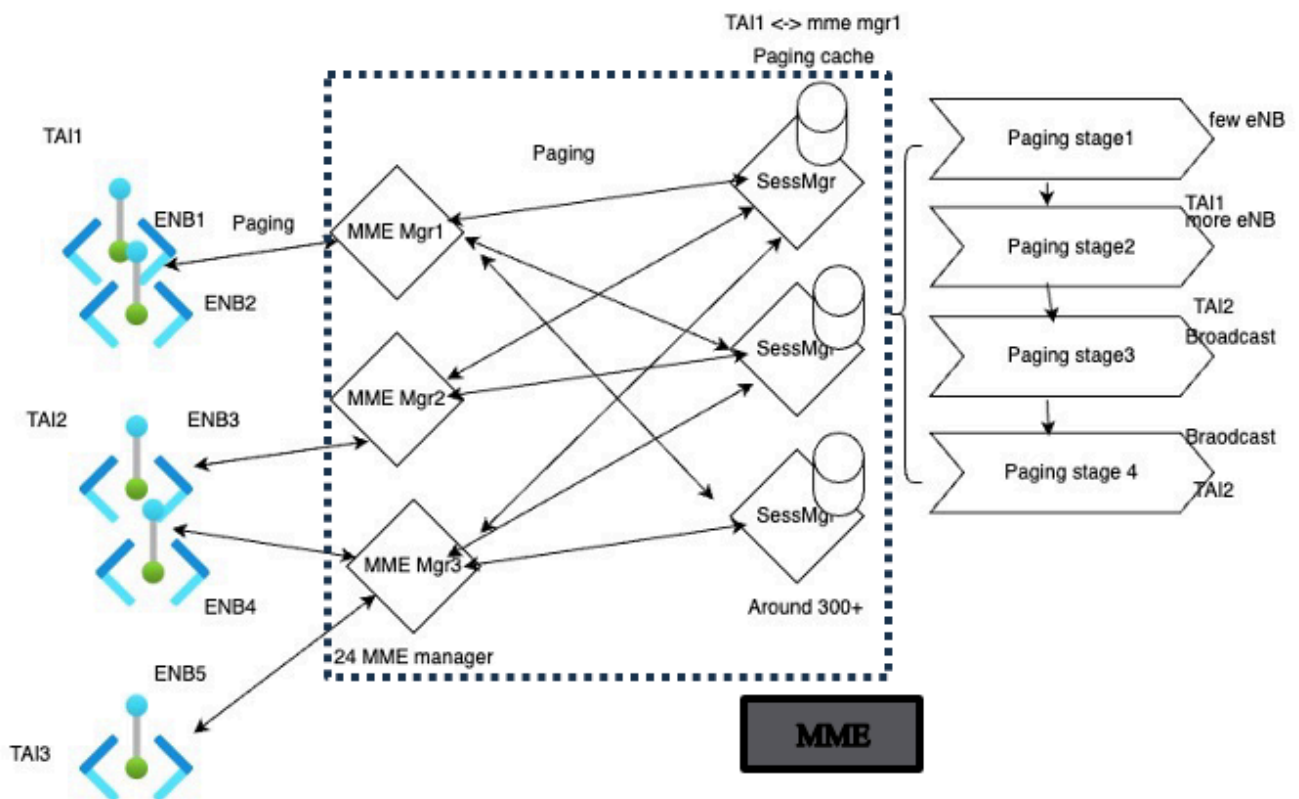 TAI1 <-> mme mgr1
Paging cache
TAI1
ENB1
Paging
ENB2
MME Mgr1
Paging
SessMgr
Paging stage1
few eNB
TAI1
more eNB
Paging stage2
TAI2
ENB3
MME Mgr2
SessMgr
Paging stage3
TAI2
Broadcast
ENB4
MME Mgr3
SessMgr
Paging stage 4
Braodcast
TAI2
Around 300+
24 MME manager
ENB5
TAI3
MME